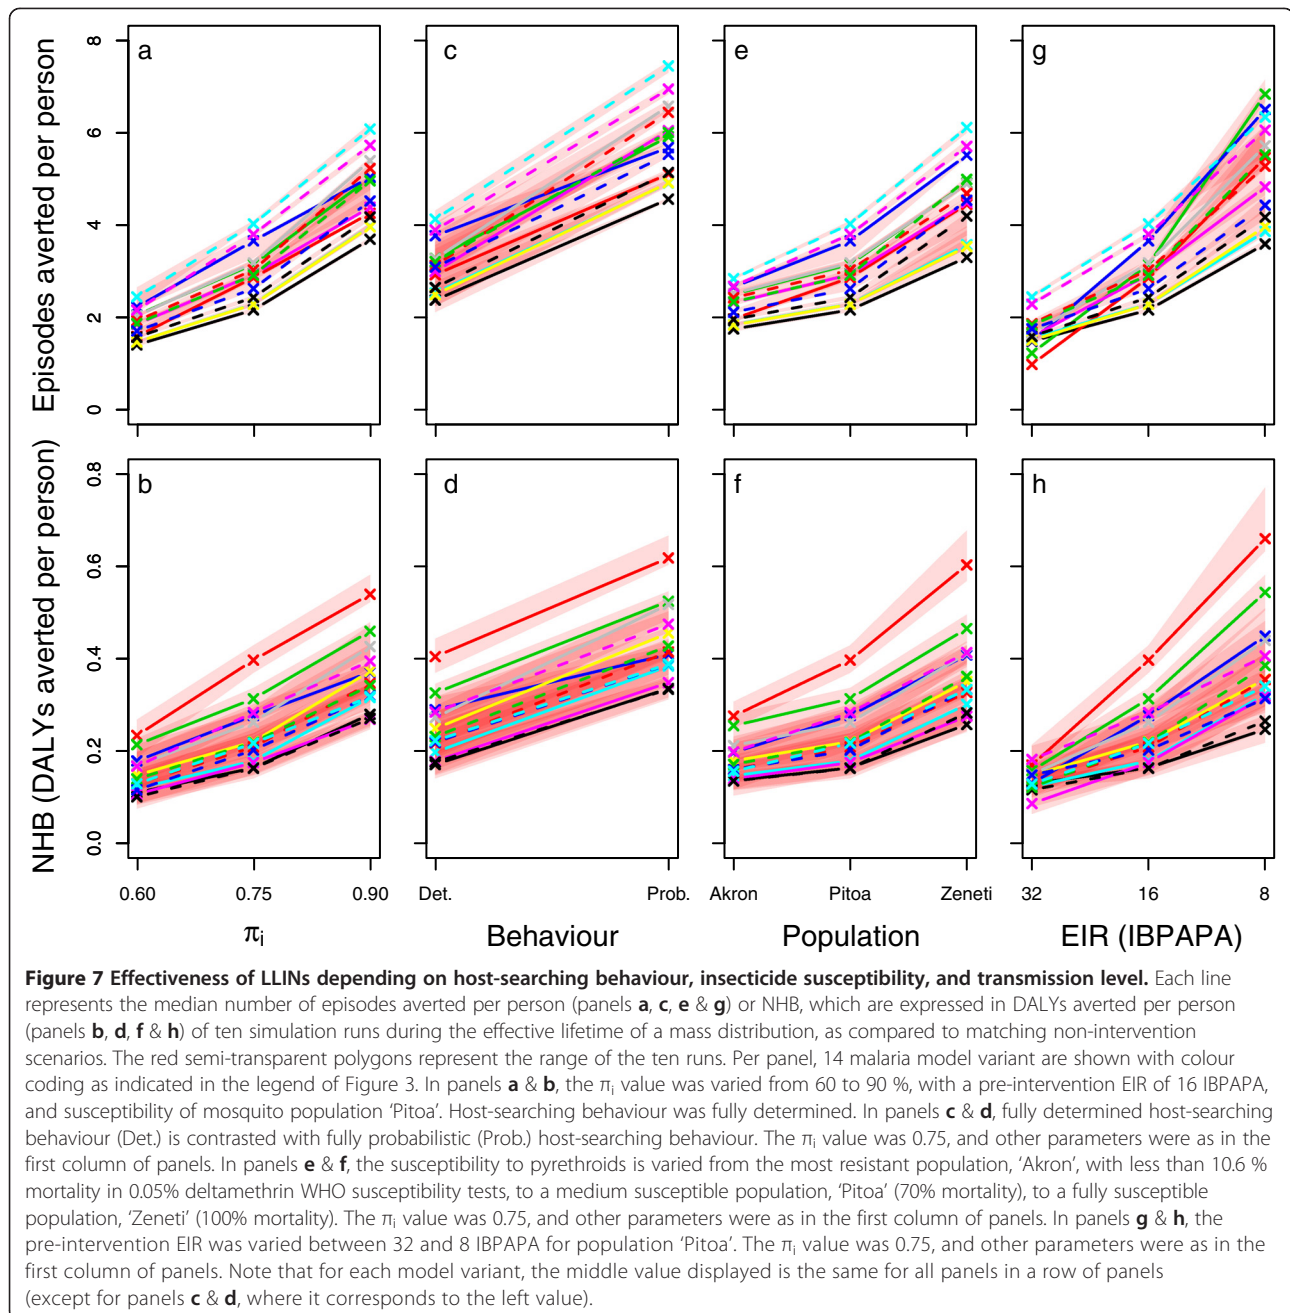 Episodes averted per person
0 2 4 6 8
a c e g
NHB (DALYs averted per person)
0.0 0.2 0.4 0.6 0.8
b d f h
0.60 0.75 0.90 Det. Prob. Akron Pitoa Zeneti 32 16 8
πi Behaviour Population EIR (IBPAPA)
Figure 7 Effectiveness of LLINs depending on host-searching behaviour, insecticide susceptibility, and transmission level. Each line
represents the median number of episodes averted per person (panels a, c, e & g) or NHB, which are expressed in DALYs averted per person
(panels b, d, f & h) of ten simulation runs during the effective lifetime of a mass distribution, as compared to matching non-intervention
scenarios. The red semi-transparent polygons represent the range of the ten runs. Per panel, 14 malaria model variant are shown with colour
coding as indicated in the legend of Figure 3. In panels a & b, the πi value was varied from 60 to 90 %, with a pre-intervention EIR of 16 IBPAPA,
and susceptibility of mosquito population ‘Pitoa’. Host-searching behaviour was fully determined. In panels c & d, fully determined host-searching
behaviour (Det.) is contrasted with fully probabilistic (Prob.) host-searching behaviour. The πi value was 0.75, and other parameters were as in the
first column of panels. In panels e & f, the susceptibility to pyrethroids is varied from the most resistant population, ‘Akron’, with less than 10.6 %
mortality in 0.05% deltamethrin WHO susceptibility tests, to a medium susceptible population, ‘Pitoa’ (70% mortality), to a fully susceptible
population, ‘Zeneti’ (100% mortality). The πi value was 0.75, and other parameters were as in the first column of panels. In panels g & h, the
pre-intervention EIR was varied between 32 and 8 IBPAPA for population ‘Pitoa’. The πi value was 0.75, and other parameters were as in the
first column of panels. Note that for each model variant, the middle value displayed is the same for all panels in a row of panels
(except for panels c & d, where it corresponds to the left value).